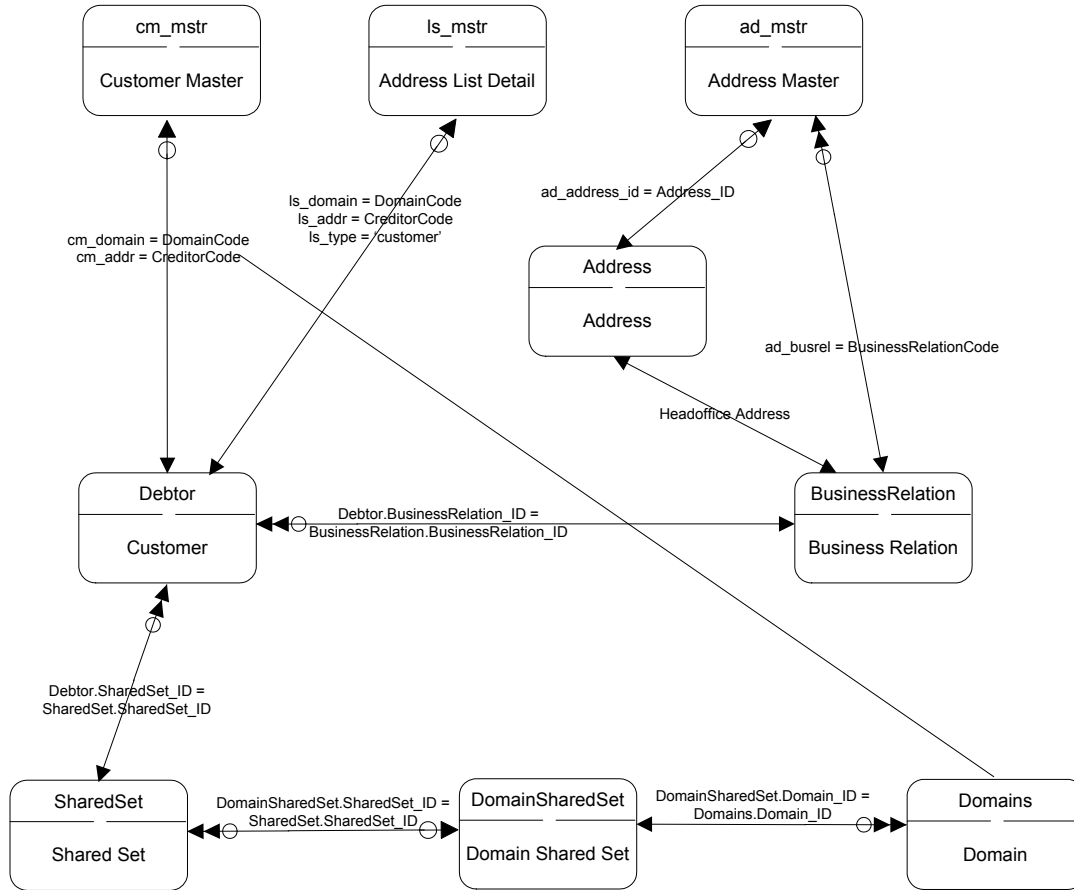 cm_mstr
Customer Master
ls_mstr
Address List Detail
ad_mstr
Address Master
ad_address_id = Address_ID
ls_domain = DomainCode
ls_addr = CreditorCode
ls_type = ‘customer’
cm_domain = DomainCode
cm_addr = CreditorCode
Address
Address
ad_busrel = BusinessRelationCode
Headoffice Address
Debtor
Customer
Debtor.BusinessRelation_ID =
BusinessRelation.BusinessRelation_ID
BusinessRelation
Business Relation
Debtor.SharedSet_ID =
SharedSet.SharedSet_ID
SharedSet
Shared Set
DomainSharedSet.SharedSet_ID =
SharedSet.SharedSet_ID
DomainSharedSet
Domain Shared Set
DomainSharedSet.Domain_ID =
Domains.Domain_ID
Domains
Domain